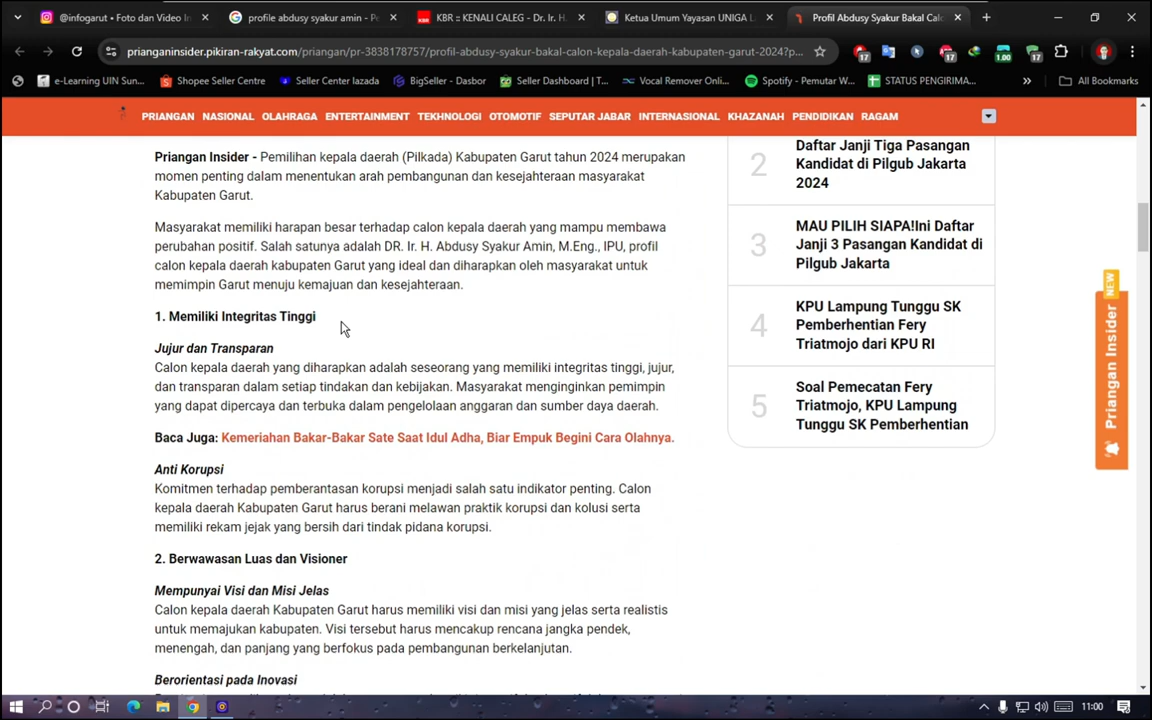 @infogarut • Foto dan Video In
profile abdusy syakur amin - Pe
KBR :: KENALI CALEG - Dr. Ir. H
Ketua Umum Yayasan UNIGA L
Profil Abdusy Syakur Bakal Calo
prianganinsider.pikiran-rakyat.com/priangan/pr-3838178757/profil-abdusy-syakur-bakal-calon-kepala-daerah-kabupaten-garut-2024?p...
17
17
1.00
17
e-Learning UIN Sun...
Shopee Seller Centre
Seller Center lazada
BigSeller - Dasbor
Seller Dashboard | T...
Vocal Remover Onli...
Spotify - Pemutar W...
STATUS PENGIRIMA...
All Bookmarks
PRIANGAN NASIONAL OLAHRAGA ENTERTAINMENT TEKHNOLOGI OTOMOTIF SEPUTAR JABAR INTERNASIONAL KHAZANAH PENDIDIKAN RAGAM
Priangan Insider - Pemilihan kepala daerah (Pilkada) Kabupaten Garut tahun 2024 merupakan
momen penting dalam menentukan arah pembangunan dan kesejahteraan masyarakat
Kabupaten Garut.
Masyarakat memiliki harapan besar terhadap calon kepala daerah yang mampu membawa
perubahan positif. Salah satunya adalah DR. Ir. H. Abdusy Syakur Amin, M.Eng., IPU, profil
calon kepala daerah kabupaten Garut yang ideal dan diharapkan oleh masyarakat untuk
memimpin Garut menuju kemajuan dan kesejahteraan.
1. Memiliki Integritas Tinggi
Jujur dan Transparan
Calon kepala daerah yang diharapkan adalah seseorang yang memiliki integritas tinggi, jujur,
dan transparan dalam setiap tindakan dan kebijakan. Masyarakat menginginkan pemimpin
yang dapat dipercaya dan terbuka dalam pengelolaan anggaran dan sumber daya daerah.
Baca Juga: Kemeriahan Bakar-Bakar Sate Saat Idul Adha, Biar Empuk Begini Cara Olahnya.
Anti Korupsi
Komitmen terhadap pemberantasan korupsi menjadi salah satu indikator penting. Calon
kepala daerah Kabupaten Garut harus berani melawan praktik korupsi dan kolusi serta
memiliki rekam jejak yang bersih dari tindak pidana korupsi.
2. Berwawasan Luas dan Visioner
Mempunyai Visi dan Misi Jelas
Calon kepala daerah Kabupaten Garut harus memiliki visi dan misi yang jelas serta realistis
untuk memajukan kabupaten. Visi tersebut harus mencakup rencana jangka pendek,
menengah, dan panjang yang berfokus pada pembangunan berkelanjutan.
Berorientasi pada Inovasi
2
Daftar Janji Tiga Pasangan
Kandidat di Pilgub Jakarta
2024
3
MAU PILIH SIAPA!Ini Daftar
Janji 3 Pasangan Kandidat di
Pilgub Jakarta
4
KPU Lampung Tunggu SK
Pemberhentian Fery
Triatmojo dari KPU RI
5
Soal Pemecatan Fery
Triatmojo, KPU Lampung
Tunggu SK Pemberhentian
NEW
Priangan Insider
11:00